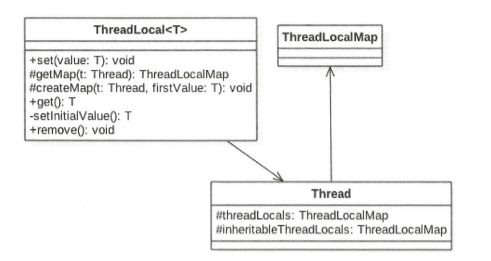 ThreadLocal<T>
+set(value: T): void
#getMap(t: Thread): ThreadLocalMap
#createMap(t: Thread, firstValue: T): void
+get(): T
-setInitialValue(): T
+remove(): void
ThreadLocalMap
Thread
#threadLocals: ThreadLocalMap
#inheritableThreadLocals: ThreadLocalMap